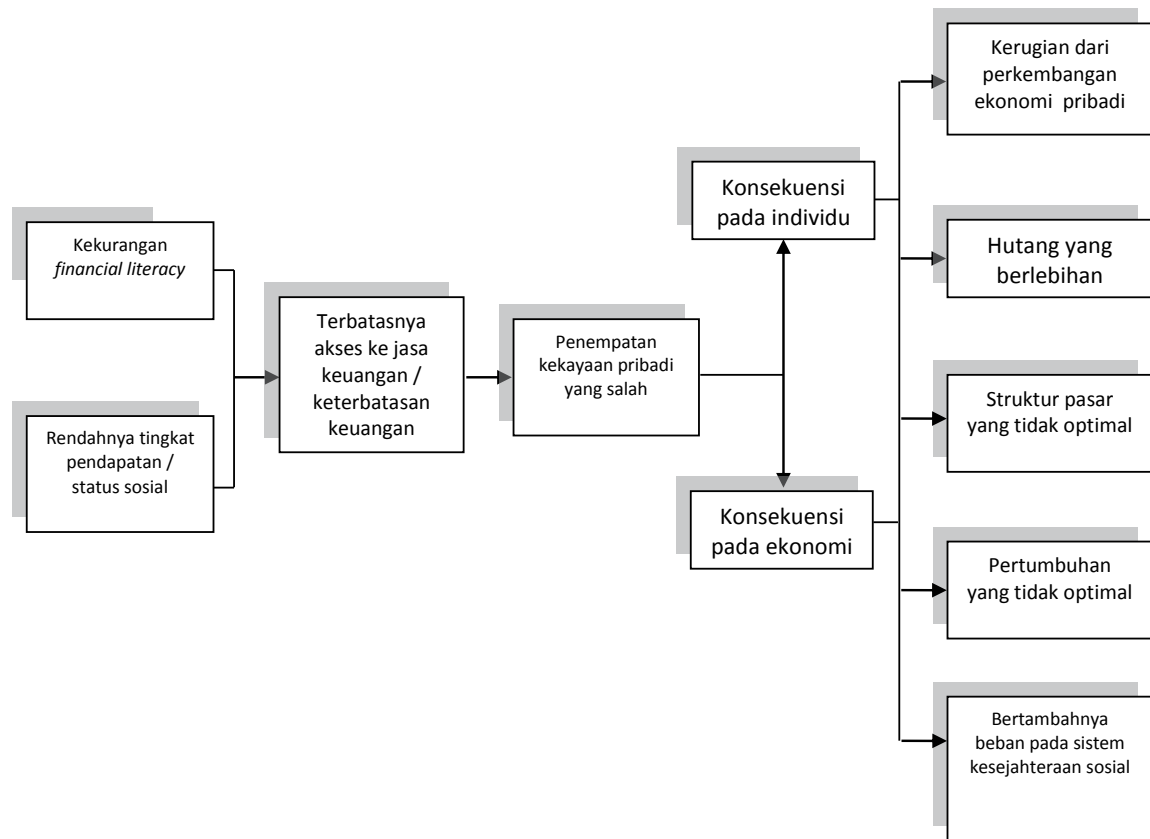 Kekurangan
financial literacy
Rendahnya tingkat
pendapatan /
status sosial
Terbatasnya
akses ke jasa
keuangan /
keterbatasan
keuangan
Penempatan
kekayaan pribadi
yang salah
Konsekuensi
pada individu
Konsekuensi
pada ekonomi
Kerugian dari
perkembangan
ekonomi pribadi
Hutang yang
berlebihan
Struktur pasar
yang tidak optimal
Pertumbuhan
yang tidak optimal
Bertambahnya
beban pada sistem
kesejahteraan sosial